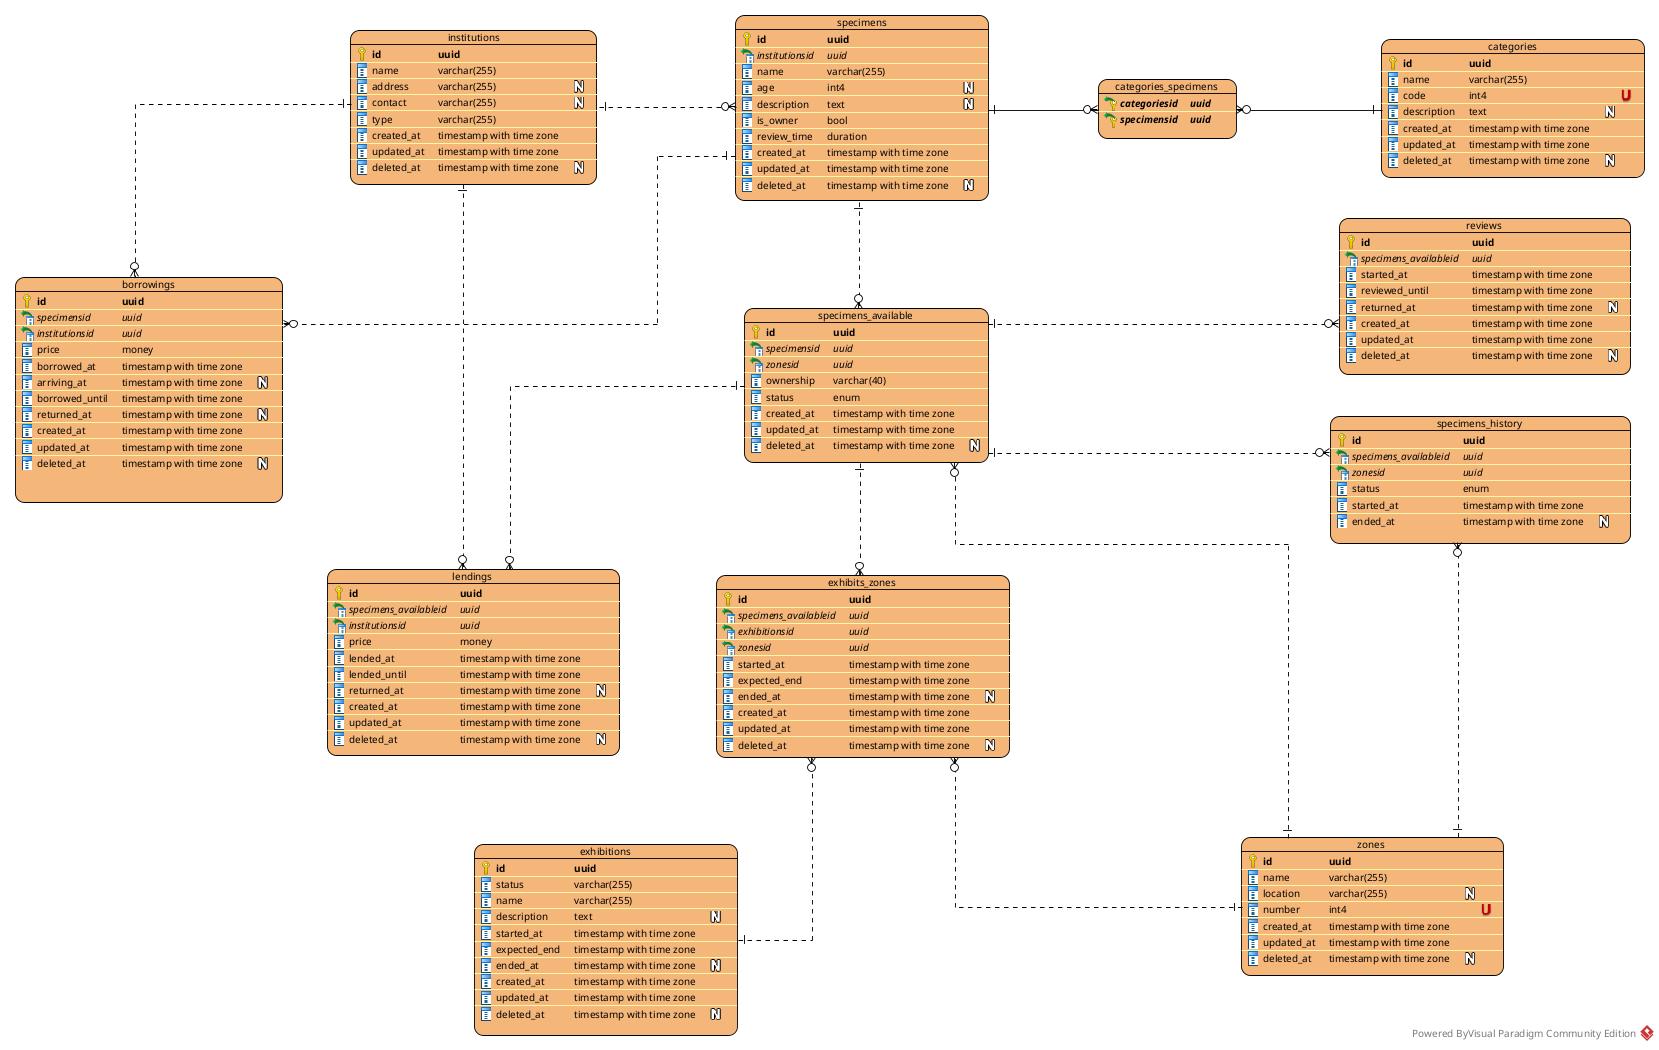 institutions
id uuid
name varchar(255)
address varchar(255) N
contact varchar(255) N
type varchar(255)
created_at timestamp with time zone
updated_at timestamp with time zone
deleted_at timestamp with time zone N
specimens
id uuid
institutionsid uuid
name varchar(255)
age int4 N
description text N
is_owner bool
review_time duration
created_at timestamp with time zone
updated_at timestamp with time zone
deleted_at timestamp with time zone N
categories_specimens
categoriesid uuid
specimensid uuid
categories
id uuid
name varchar(255)
code int4 U
description text N
created_at timestamp with time zone
updated_at timestamp with time zone
deleted_at timestamp with time zone N
borrowings
id uuid
specimensid uuid
institutionsid uuid
price money
borrowed_at timestamp with time zone
arriving_at timestamp with time zone N
borrowed_until timestamp with time zone
returned_at timestamp with time zone N
created_at timestamp with time zone
updated_at timestamp with time zone
deleted_at timestamp with time zone N
specimens_available
id uuid
specimensid uuid
zonesid uuid
ownership varchar(40)
status enum
created_at timestamp with time zone
updated_at timestamp with time zone
deleted_at timestamp with time zone N
reviews
id uuid
specimens_availableid uuid
started_at timestamp with time zone
reviewed_until timestamp with time zone
returned_at timestamp with time zone N
created_at timestamp with time zone
updated_at timestamp with time zone
deleted_at timestamp with time zone N
specimens_history
id uuid
specimens_availableid uuid
zonesid uuid
status enum
started_at timestamp with time zone
ended_at timestamp with time zone N
lendings
id uuid
specimens_availableid uuid
institutionsid uuid
price money
lended_at timestamp with time zone
lended_until timestamp with time zone
returned_at timestamp with time zone N
created_at timestamp with time zone
updated_at timestamp with time zone
deleted_at timestamp with time zone N
exhibits_zones
id uuid
specimens_availableid uuid
exhibitionsid uuid
zonesid uuid
started_at timestamp with time zone
expected_end timestamp with time zone
ended_at timestamp with time zone N
created_at timestamp with time zone
updated_at timestamp with time zone
deleted_at timestamp with time zone N
exhibitions
id uuid
status varchar(255)
name varchar(255)
description text N
started_at timestamp with time zone
expected_end timestamp with time zone
ended_at timestamp with time zone N
created_at timestamp with time zone
updated_at timestamp with time zone
deleted_at timestamp with time zone N
zones
id uuid
name varchar(255)
location varchar(255) N
number int4 U
created_at timestamp with time zone
updated_at timestamp with time zone
deleted_at timestamp with time zone N
Powered ByVisual Paradigm Community Edition